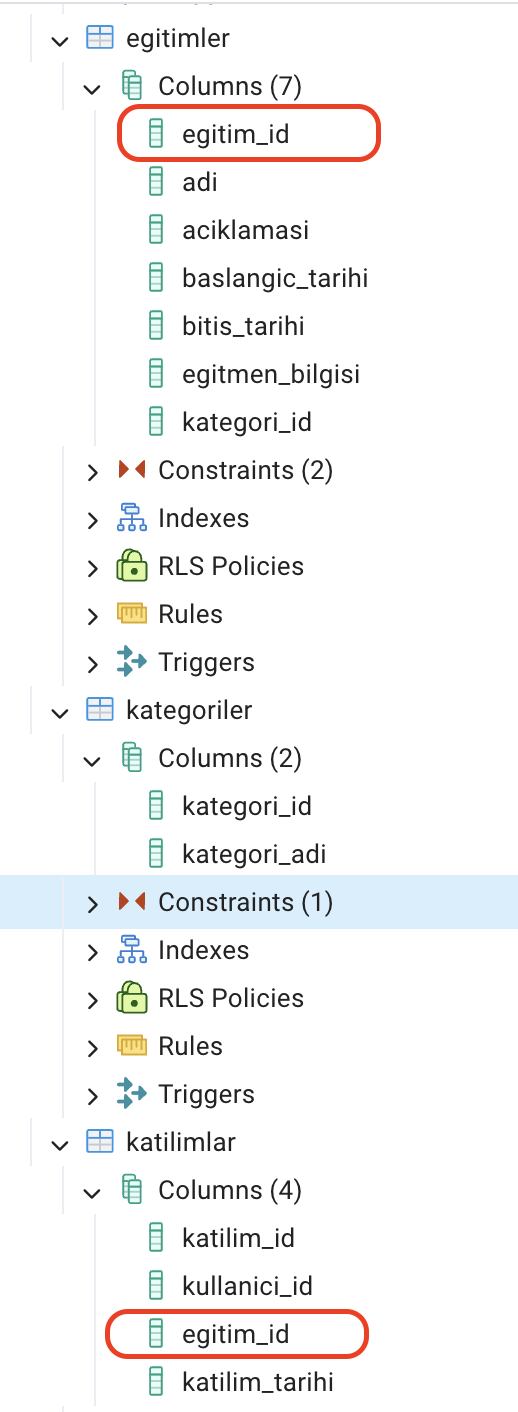 egitimler
Columns (7)
egitim_id
adi
aciklamasi
baslangic_tarihi
bitis_tarihi
egitmen_bilgisi
kategori_id
Constraints (2)
Indexes
RLS Policies
Rules
Triggers
kategoriler
Columns (2)
kategori_id
kategori_adi
Constraints (1)
Indexes
RLS Policies
Rules
Triggers
katilimlar
Columns (4)
katilim_id
kullanici_id
egitim_id
katilim_tarihi